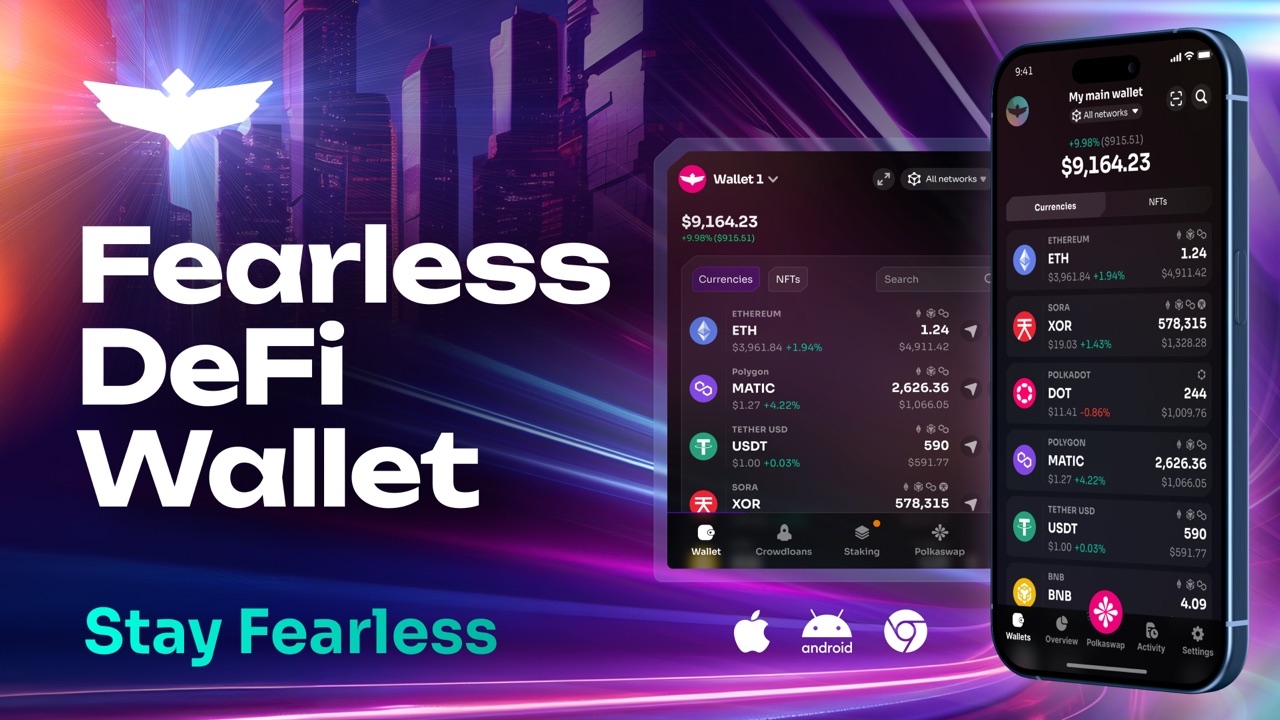 Fearless
DeFi
Wallet
Stay Fearless
android
Wallet 1
All networks
$9,164.23
+9.98% ($915.51)
Currencies
NFTs
Search
ETHEREUM
ETH
1.24
$3,961.84 +1.94%
$4,911.42
Polygon
MATIC
2,626.36
$1.27 +4.22%
$1,066.05
TETHER USD
USDT
590
$1.00 +0.03%
$591.77
SORA
XOR
578,315
Wallet
Crowdloans
Staking
Polkaswap
9:41
My main wallet
All networks
+9.98% ($915.51)
$9,164.23
Currencies
NFTs
ETHEREUM
ETH
1.24
$3,961.84 +1.94%
$4,911.42
SORA
XOR
578,315
$19.03 +1.43%
$1,328.28
POLKADOT
DOT
244
$11.41 -0.86%
$1,009.76
POLYGON
MATIC
2,626.36
$1.27 +4.22%
$1,066.05
TETHER USD
USDT
590
$1.00 +0.03%
$591.77
BNB
BNB
4.09
Wallets
Overview
Polkaswap
Activity
Settings